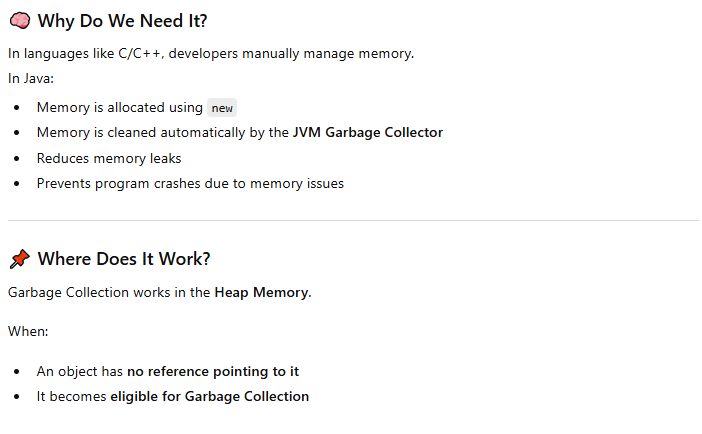 🧠 Why Do We Need It?
In languages like C/C++, developers manually manage memory.
In Java:
• Memory is allocated using new
• Memory is cleaned automatically by the JVM Garbage Collector
• Reduces memory leaks
• Prevents program crashes due to memory issues
📌 Where Does It Work?
Garbage Collection works in the Heap Memory.
When:
• An object has no reference pointing to it
• It becomes eligible for Garbage Collection